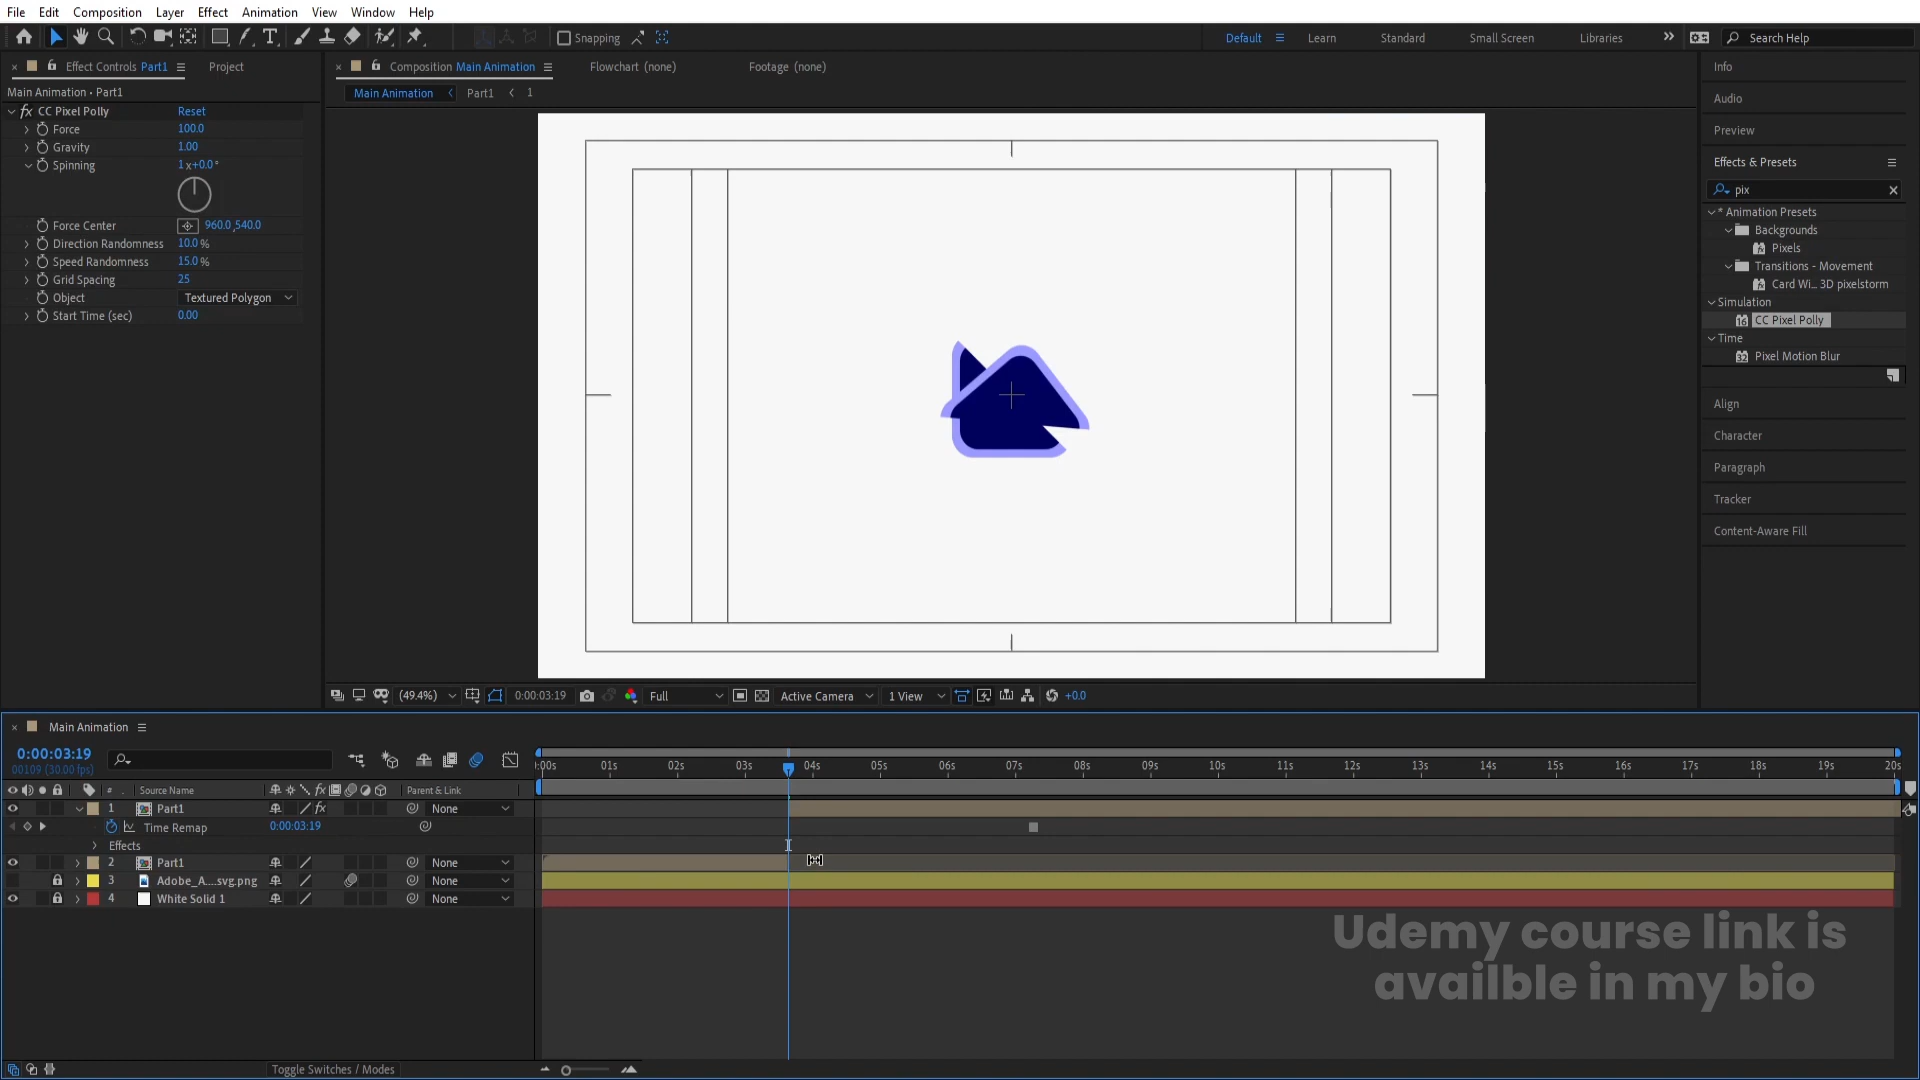 File Edit Composition Layer Effect Animation View Window Help
Snapping Default Learn Standard Small Screen Libraries Search Help
Effect Controls Part1 Project
Composition Main Animation Flowchart (none) Footage (none)
Main Animation • Part1
Main Animation Part1 1
fx CC Pixel Polly Reset
Force 100.0
Gravity 1.00
Spinning 1x+0.0°
Force Center 960.0,540.0
Direction Randomness 10.0 %
Speed Randomness 15.0 %
Grid Spacing 25
Object Textured Polygon
Start Time (sec) 0.00
Info
Audio
Preview
Effects & Presets
pix
* Animation Presets
Backgrounds
Pixels
Transitions - Movement
Card Wi... 3D pixelstorm
Simulation
CC Pixel Polly
Time
Pixel Motion Blur
Align
Character
Paragraph
Tracker
Content-Aware Fill
(49.4%) 0:00:03:19 Full Active Camera 1 View +0.0
Main Animation
0:00:03:19
00109 (30.00 fps)
:00s 01s 02s 03s 04s 05s 06s 07s 08s 09s 10s 11s 12s 13s 14s 15s 16s 17s 18s 19s 20s
# Source Name Parent & Link
1 Part1 None
Time Remap 0:00:03:19
Effects
2 Part1 None
3 Adobe_A....svg.png None
4 White Solid 1 None
Udemy course link is
availble in my bio
Toggle Switches / Modes